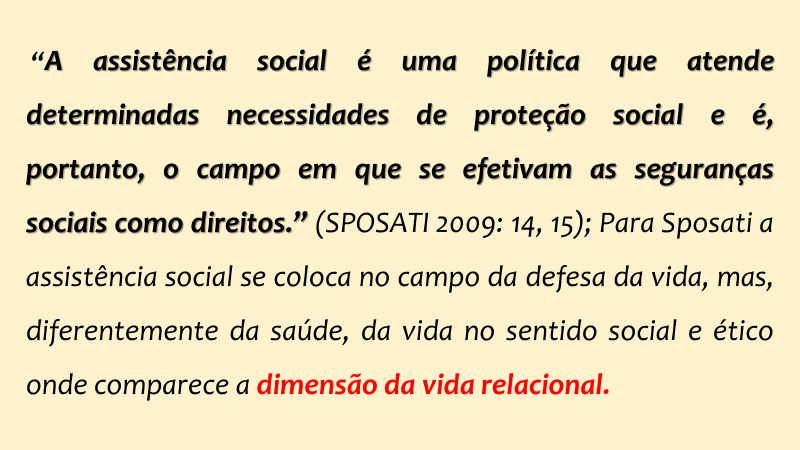 “A assistência social é uma política que atende
determinadas necessidades de proteção social e é,
portanto, o campo em que se efetivam as seguranças
sociais como direitos.” (SPOSATI 2009: 14, 15); Para Sposati a
assistência social se coloca no campo da defesa da vida, mas,
diferentemente da saúde, da vida no sentido social e ético
onde comparece a dimensão da vida relacional.